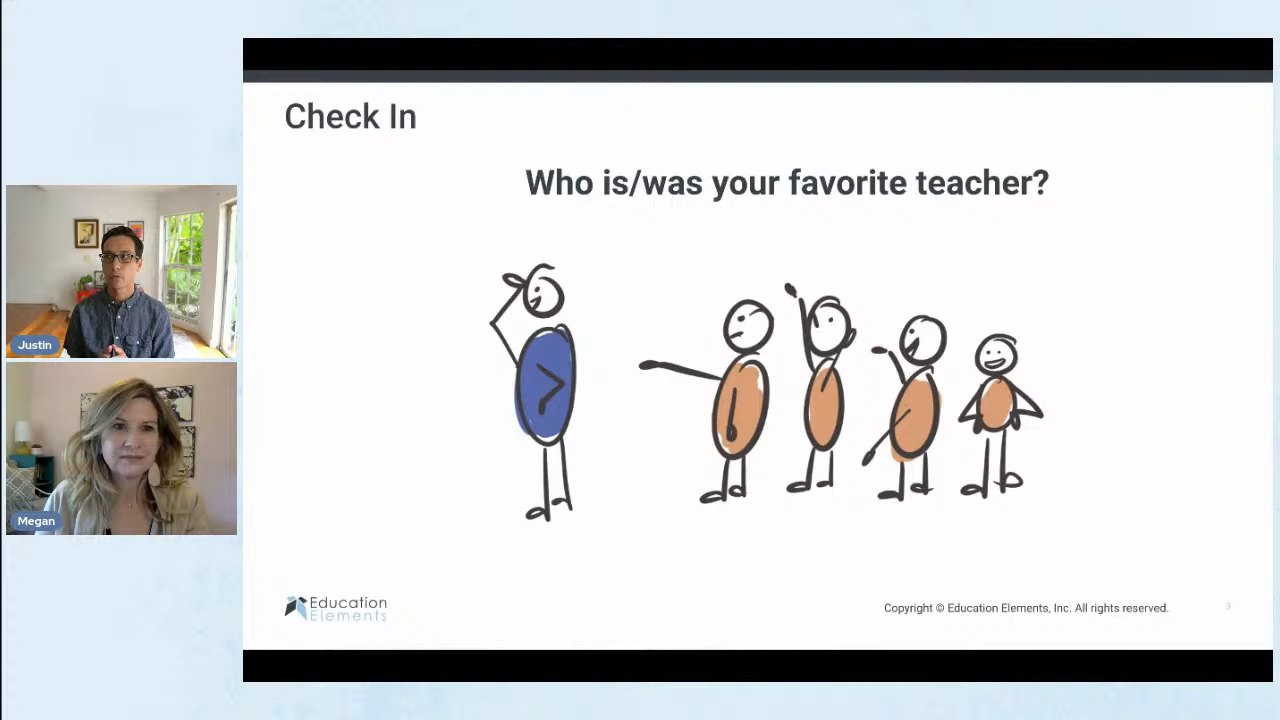 Check In
Who is/was your favorite teacher?
Justin
Megan
Education
Elements
Copyright © Education Elements, Inc. All rights reserved.
3